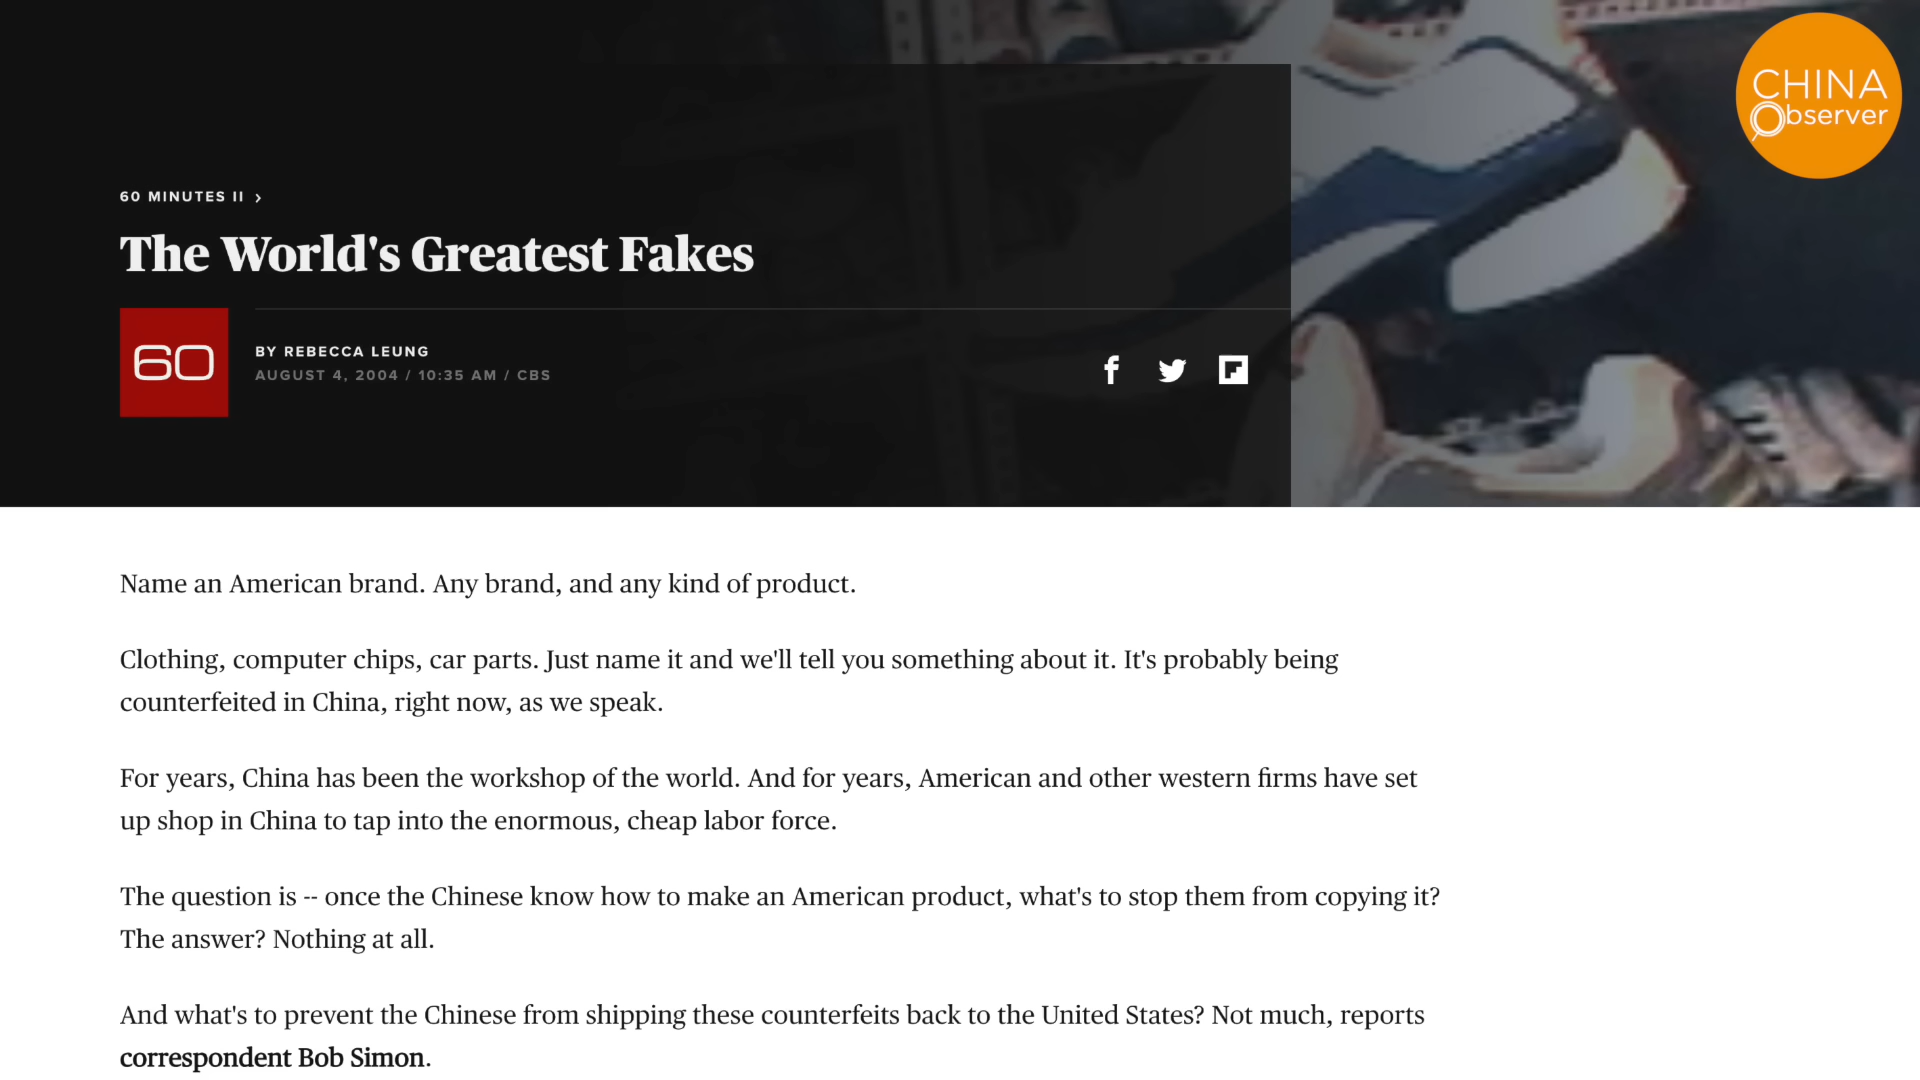 CHINA
Observer
60 MINUTES II >
The World's Greatest Fakes
60
BY REBECCA LEUNG
AUGUST 4, 2004 / 10:35 AM / CBS
Name an American brand. Any brand, and any kind of product.
Clothing, computer chips, car parts. Just name it and we'll tell you something about it. It's probably being
counterfeited in China, right now, as we speak.
For years, China has been the workshop of the world. And for years, American and other western firms have set
up shop in China to tap into the enormous, cheap labor force.
The question is -- once the Chinese know how to make an American product, what's to stop them from copying it?
The answer? Nothing at all.
And what's to prevent the Chinese from shipping these counterfeits back to the United States? Not much, reports
correspondent Bob Simon.